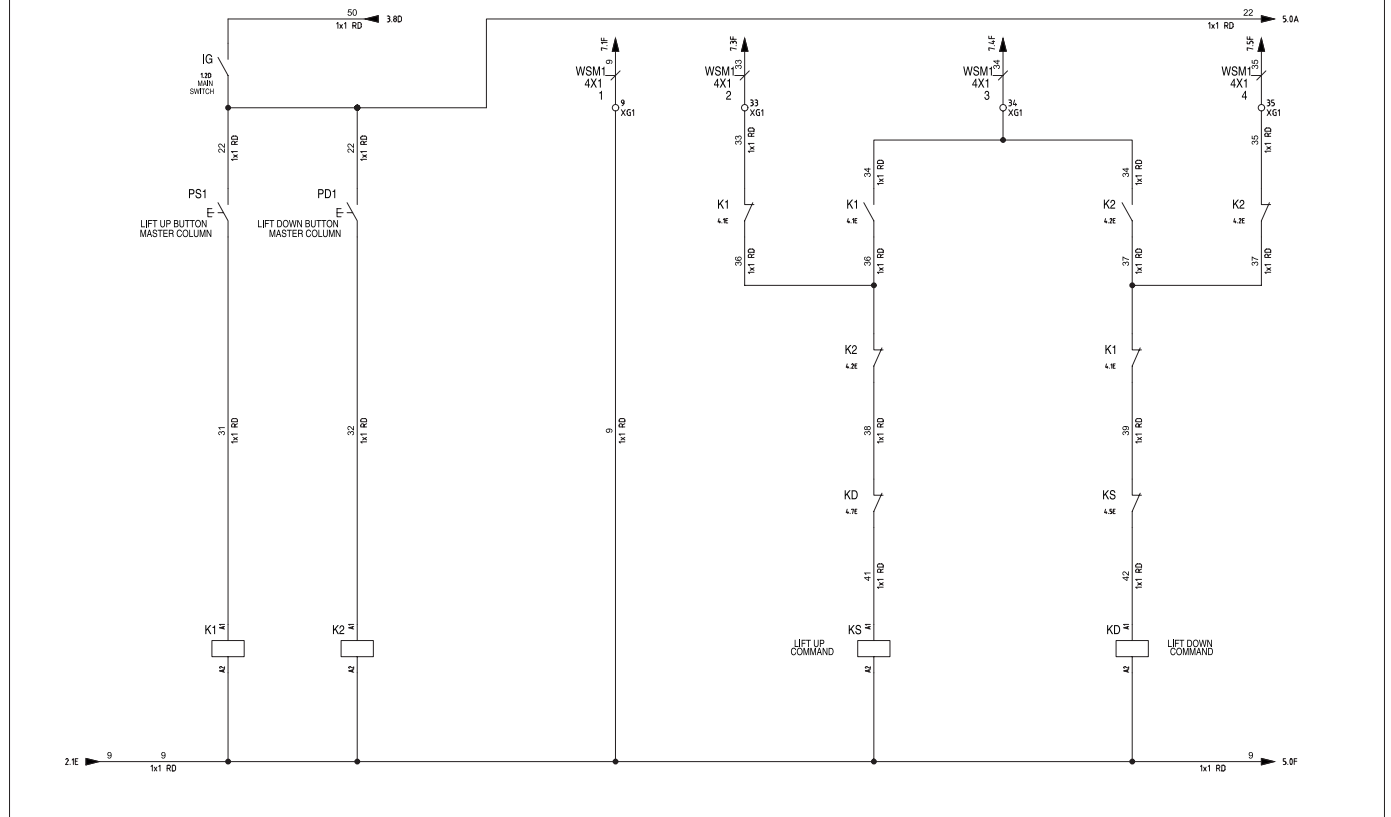 50
1x1 RD
3.8D
22
1x1 RD
5.0A
IG
1.2D
MAIN
SWITCH
7.1F
9
WSM1
4X1
1
9
XG1
7.3F
33
WSM1
4X1
2
33
XG1
7.4F
34
WSM1
4X1
3
34
XG1
7.5F
35
WSM1
4X1
4
35
XG1
22
1x1 RD
22
1x1 RD
33
1x1 RD
34
1x1 RD
34
1x1 RD
35
1x1 RD
PS1
E
LIFT UP BUTTON
MASTER COLUMN
PD1
E
LIFT DOWN BUTTON
MASTER COLUMN
K1
4.1E
K1
4.1E
K2
4.2E
K2
4.2E
36
1x1 RD
36
1x1 RD
37
1x1 RD
37
1x1 RD
K2
4.2E
K1
4.1E
31
1x1 RD
32
1x1 RD
9
1x1 RD
38
1x1 RD
39
1x1 RD
KD
4.7E
KS
4.5E
41
1x1 RD
42
1x1 RD
K1
A1
A2
K2
A1
A2
LIFT UP
COMMAND
KS
A1
A2
KD
A1
A2
LIFT DOWN
COMMAND
2.1E
9
9
1x1 RD
1x1 RD
9
5.0F